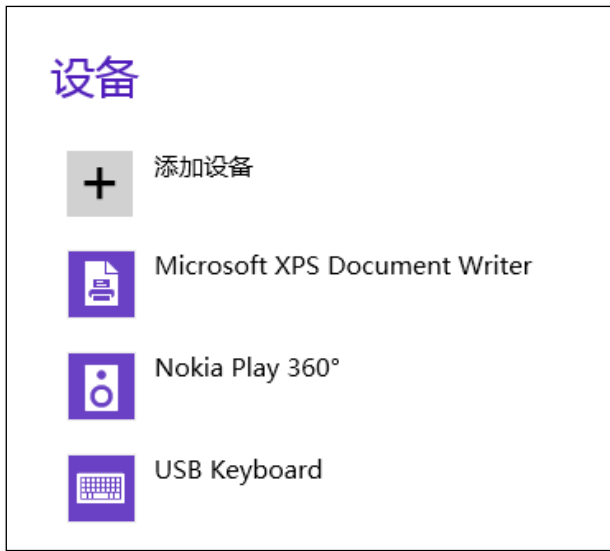 设备
添加设备
Microsoft XPS Document Writer
Nokia Play 360°
USB Keyboard